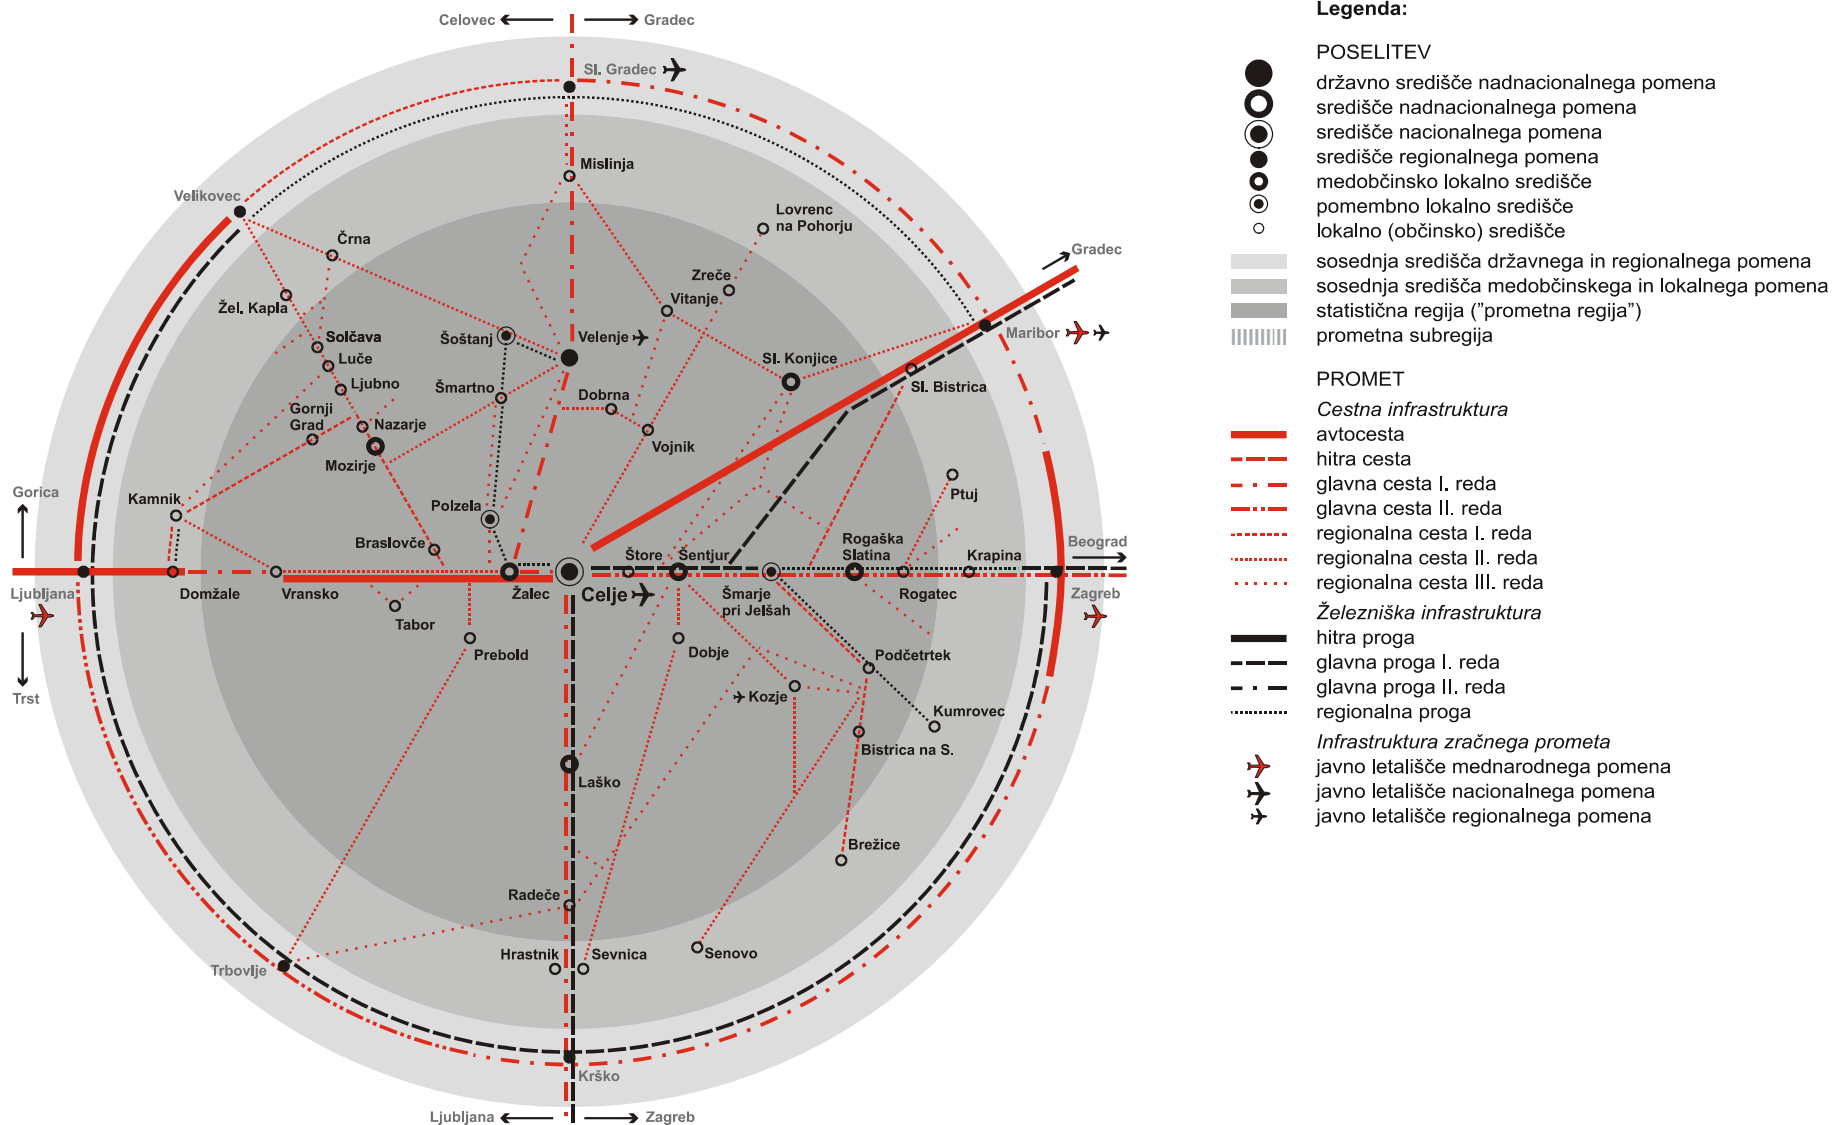 Celovec
Gradec
Sl. Gradec
Mislinja
Velikovec
Lovrenc
na Pohorju
Črna
Gradec
Zreče
Vitanje
Žel. Kapla
Solčava
Šoštanj
Velenje
Maribor
Luče
Sl. Konjice
Ljubno
Šmartno
Dobrna
Sl. Bistrica
Gornji
Grad
Nazarje
Vojnik
Mozirje
Gorica
Kamnik
Ptuj
Polzela
Braslovče
Rogaška
Slatina
Štore
Šentjur
Krapina
Beograd
Ljubljana
Domžale
Vransko
Žalec
Celje
Šmarje
pri Jelšah
Rogatec
Zagreb
Tabor
Prebold
Dobje
Podčetrtek
Trst
Kozje
Kumrovec
Bistrica na S.
Laško
Brežice
Radeče
Hrastnik
Sevnica
Senovo
Trbovlje
Krško
Ljubljana
Zagreb
Legenda:
POSELITEV
državno središče nadnacionalnega pomena
središče nadnacionalnega pomena
središče nacionalnega pomena
središče regionalnega pomena
medobčinsko lokalno središče
pomembno lokalno središče
lokalno (občinsko) središče
sosednja središča državnega in regionalnega pomena
sosednja središča medobčinskega in lokalnega pomena
statistična regija ("prometna regija")
prometna subregija
PROMET
Cestna infrastruktura
avtocesta
hitra cesta
glavna cesta I. reda
glavna cesta II. reda
regionalna cesta I. reda
regionalna cesta II. reda
regionalna cesta III. reda
Železniška infrastruktura
hitra proga
glavna proga I. reda
glavna proga II. reda
regionalna proga
Infrastruktura zračnega prometa
javno letališče mednarodnega pomena
javno letališče nacionalnega pomena
javno letališče regionalnega pomena